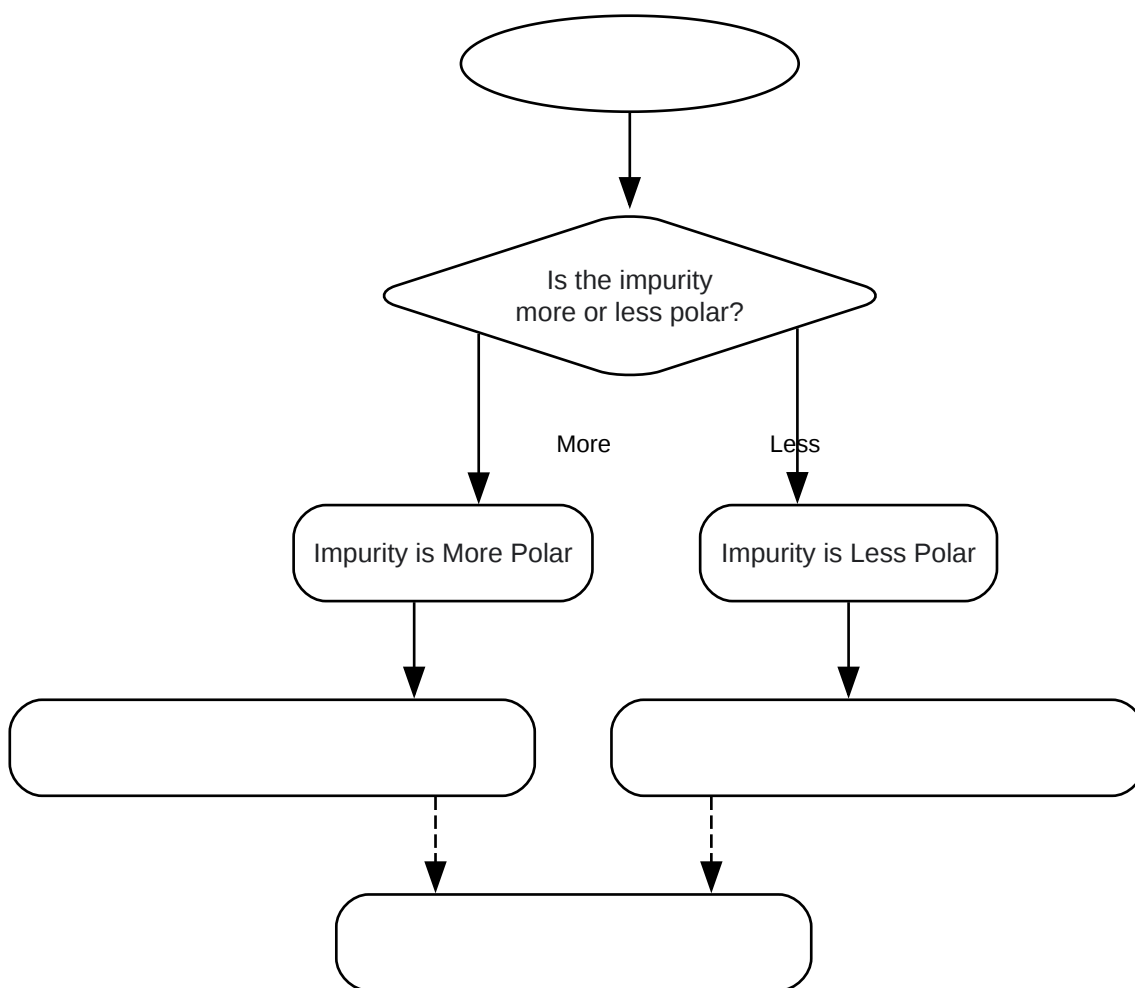 Is the impurity
more or less polar?
More
Less
Impurity is More Polar
Impurity is Less Polar